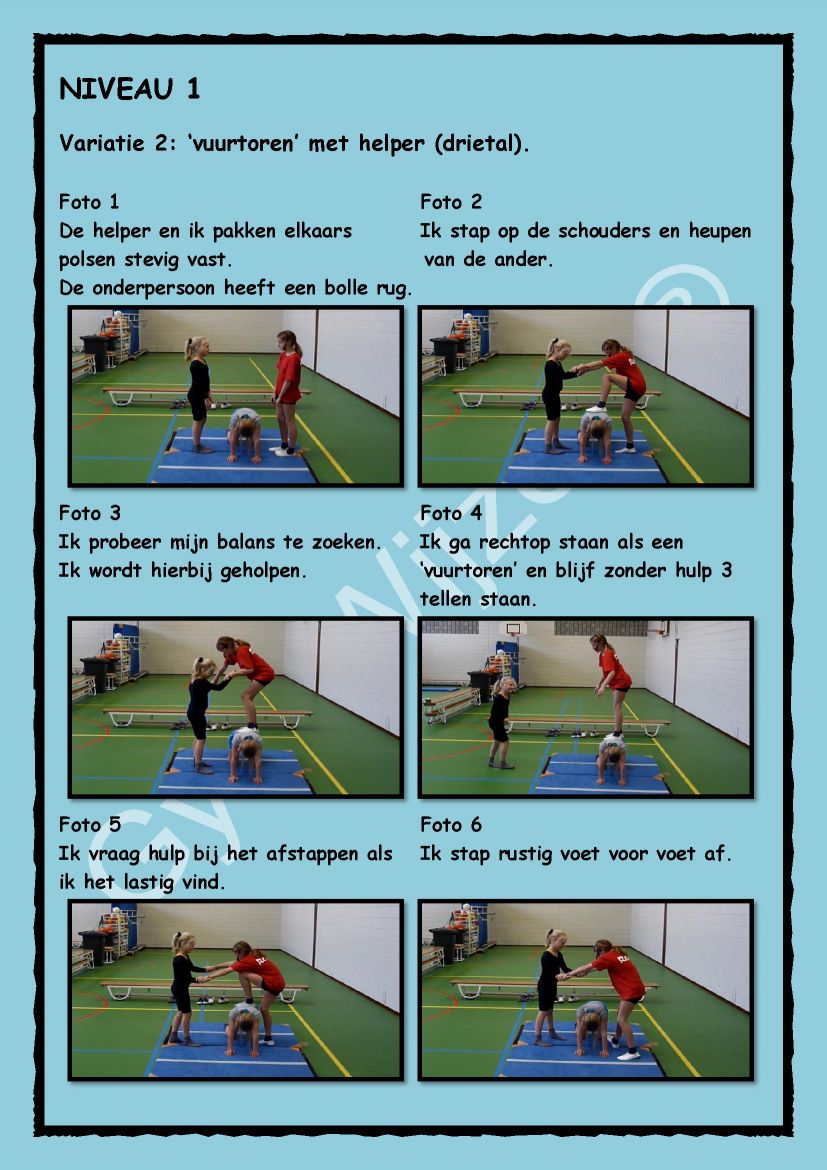 NIVEAU 1
Variatie 2: ‘vuurtoren’ met helper (drietal).
Foto 1
De helper en ik pakken elkaars
polsen stevig vast.
De onderpersoon heeft een bolle rug.
Foto 2
Ik stap op de schouders en heupen
van de ander.
Foto 3
Ik probeer mijn balans te zoeken.
Ik wordt hierbij geholpen.
Foto 4
Ik ga rechtop staan als een
‘vuurtoren’ en blijf zonder hulp 3
tellen staan.
Foto 5
Ik vraag hulp bij het afstappen als
ik het lastig vind.
Foto 6
Ik stap rustig voet voor voet af.